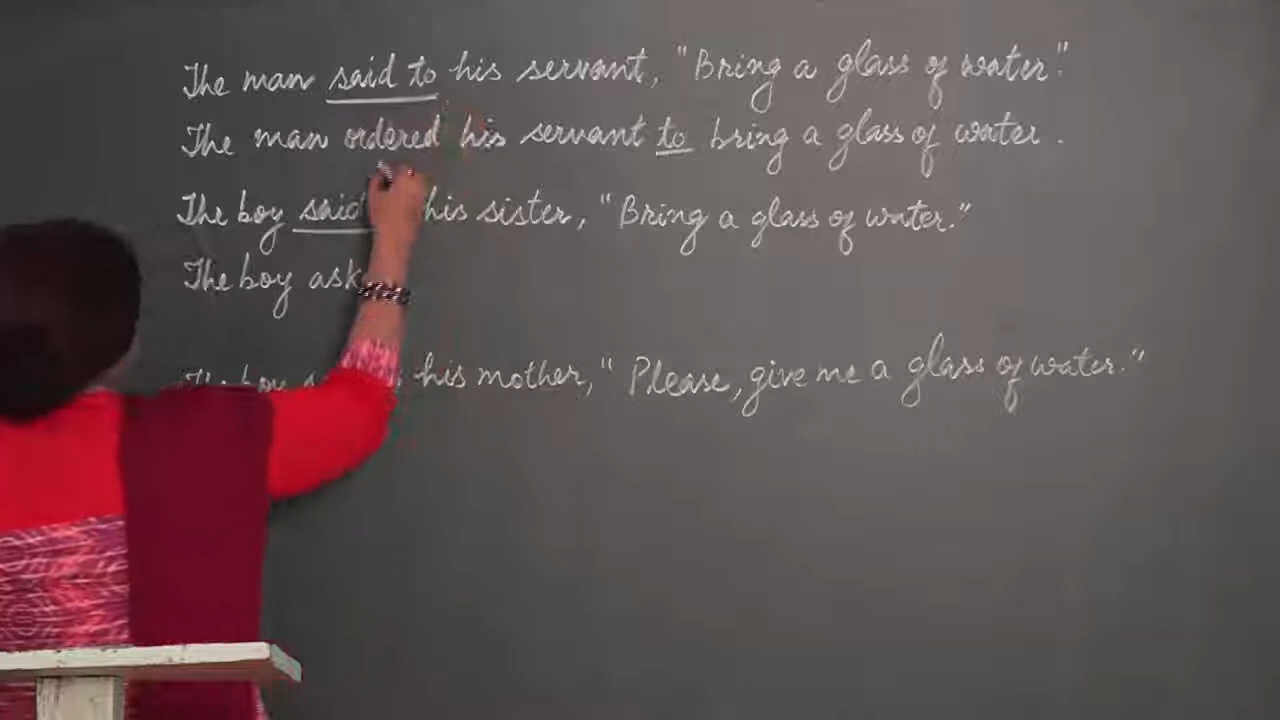 The man said to his servant, "Bring a glass of water."
The man ordered his servant to bring a glass of water.
The boy said his sister, "Bring a glass of water."
The boy ask
The boy his mother, "Please, give me a glass of water."